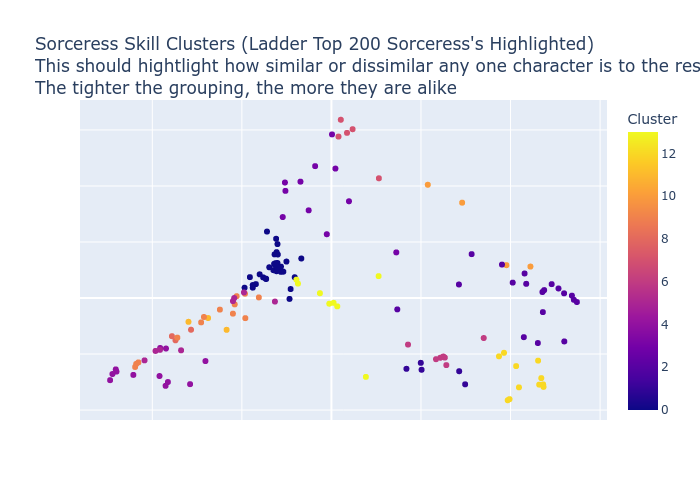 Sorceress Skill Clusters (Ladder Top 200 Sorceress's Highlighted)
This should hightlight how similar or dissimilar any one character is to the res
The tighter the grouping, the more they are alike
Cluster
12
10
8
6
4
2
0